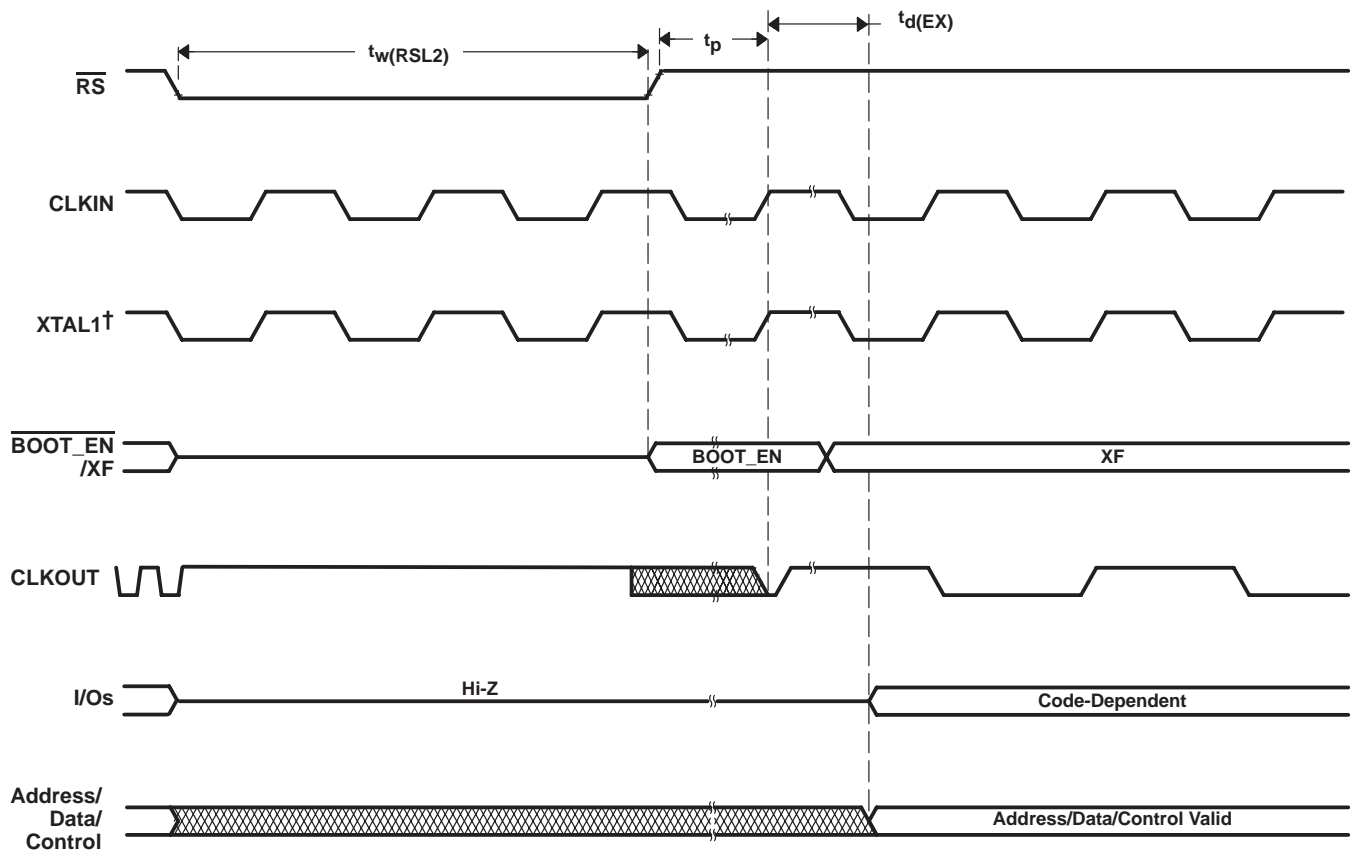 td(EX)
tw(RSL2)
tp
RS
CLKIN
XTAL1†
BOOT_EN
/XF
BOOT_EN
XF
CLKOUT
I/Os
Hi-Z
Code-Dependent
Address/
Data/
Control
Address/Data/Control Valid